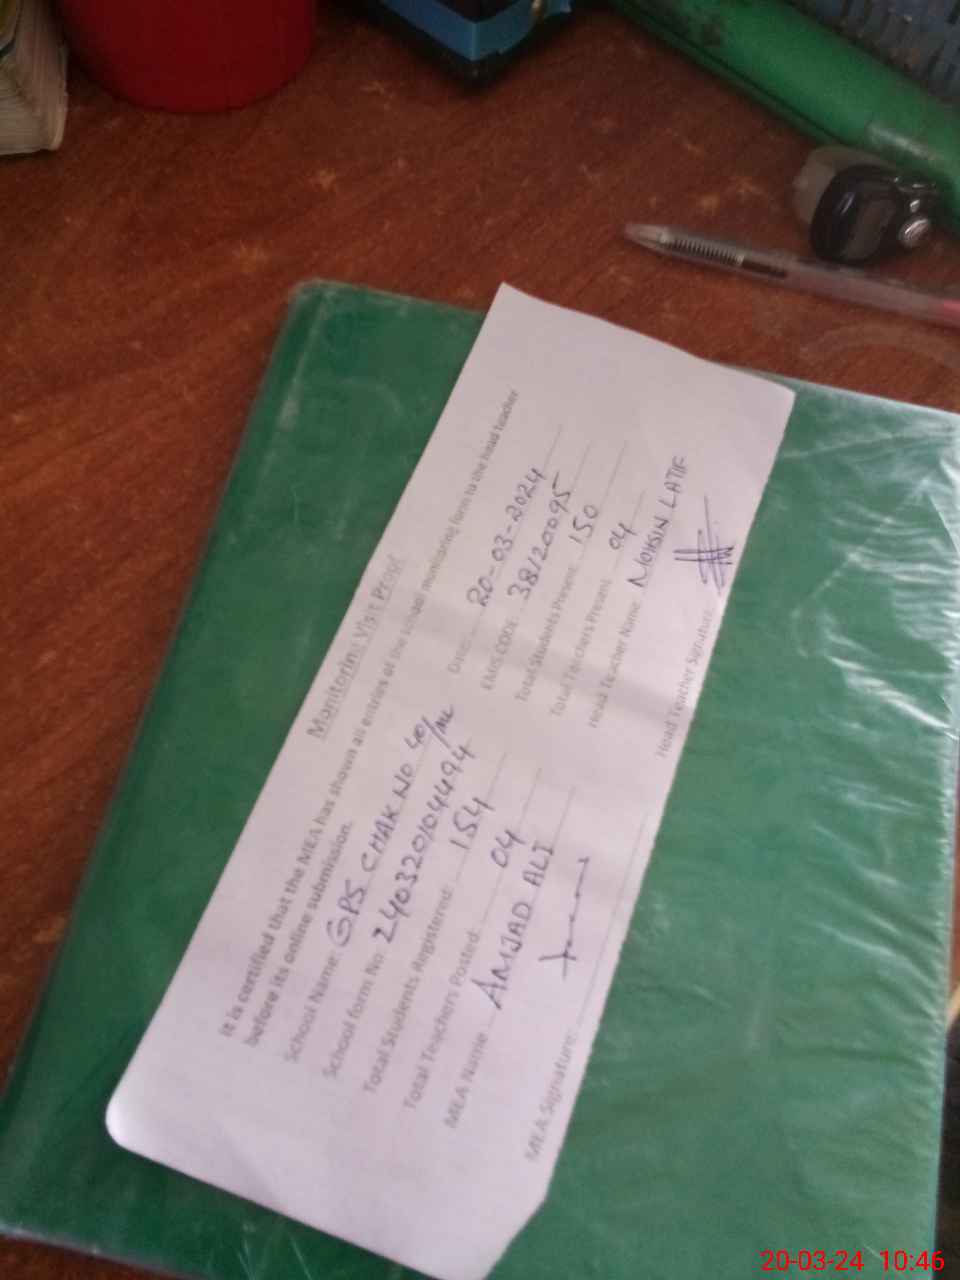 Monitoring Visit Proof
It is certified that the MEA has shown all entries of the school monitoring form to the head teacher
before its online submission.
School Name: GPS CHAK NO 40/ML Date: 20-03-2024
School form No: 240320104494 EMIS CODE 38120095
Total Students Registered: 154 Total Students Present: 150
Total Teachers Posted: 04 Total Teachers Present 04
MEA Name AMJAD ALI Head Teacher Name MOHSIN LATIF
MEA Signature: Head Teacher Signature
20-03-24 10:46